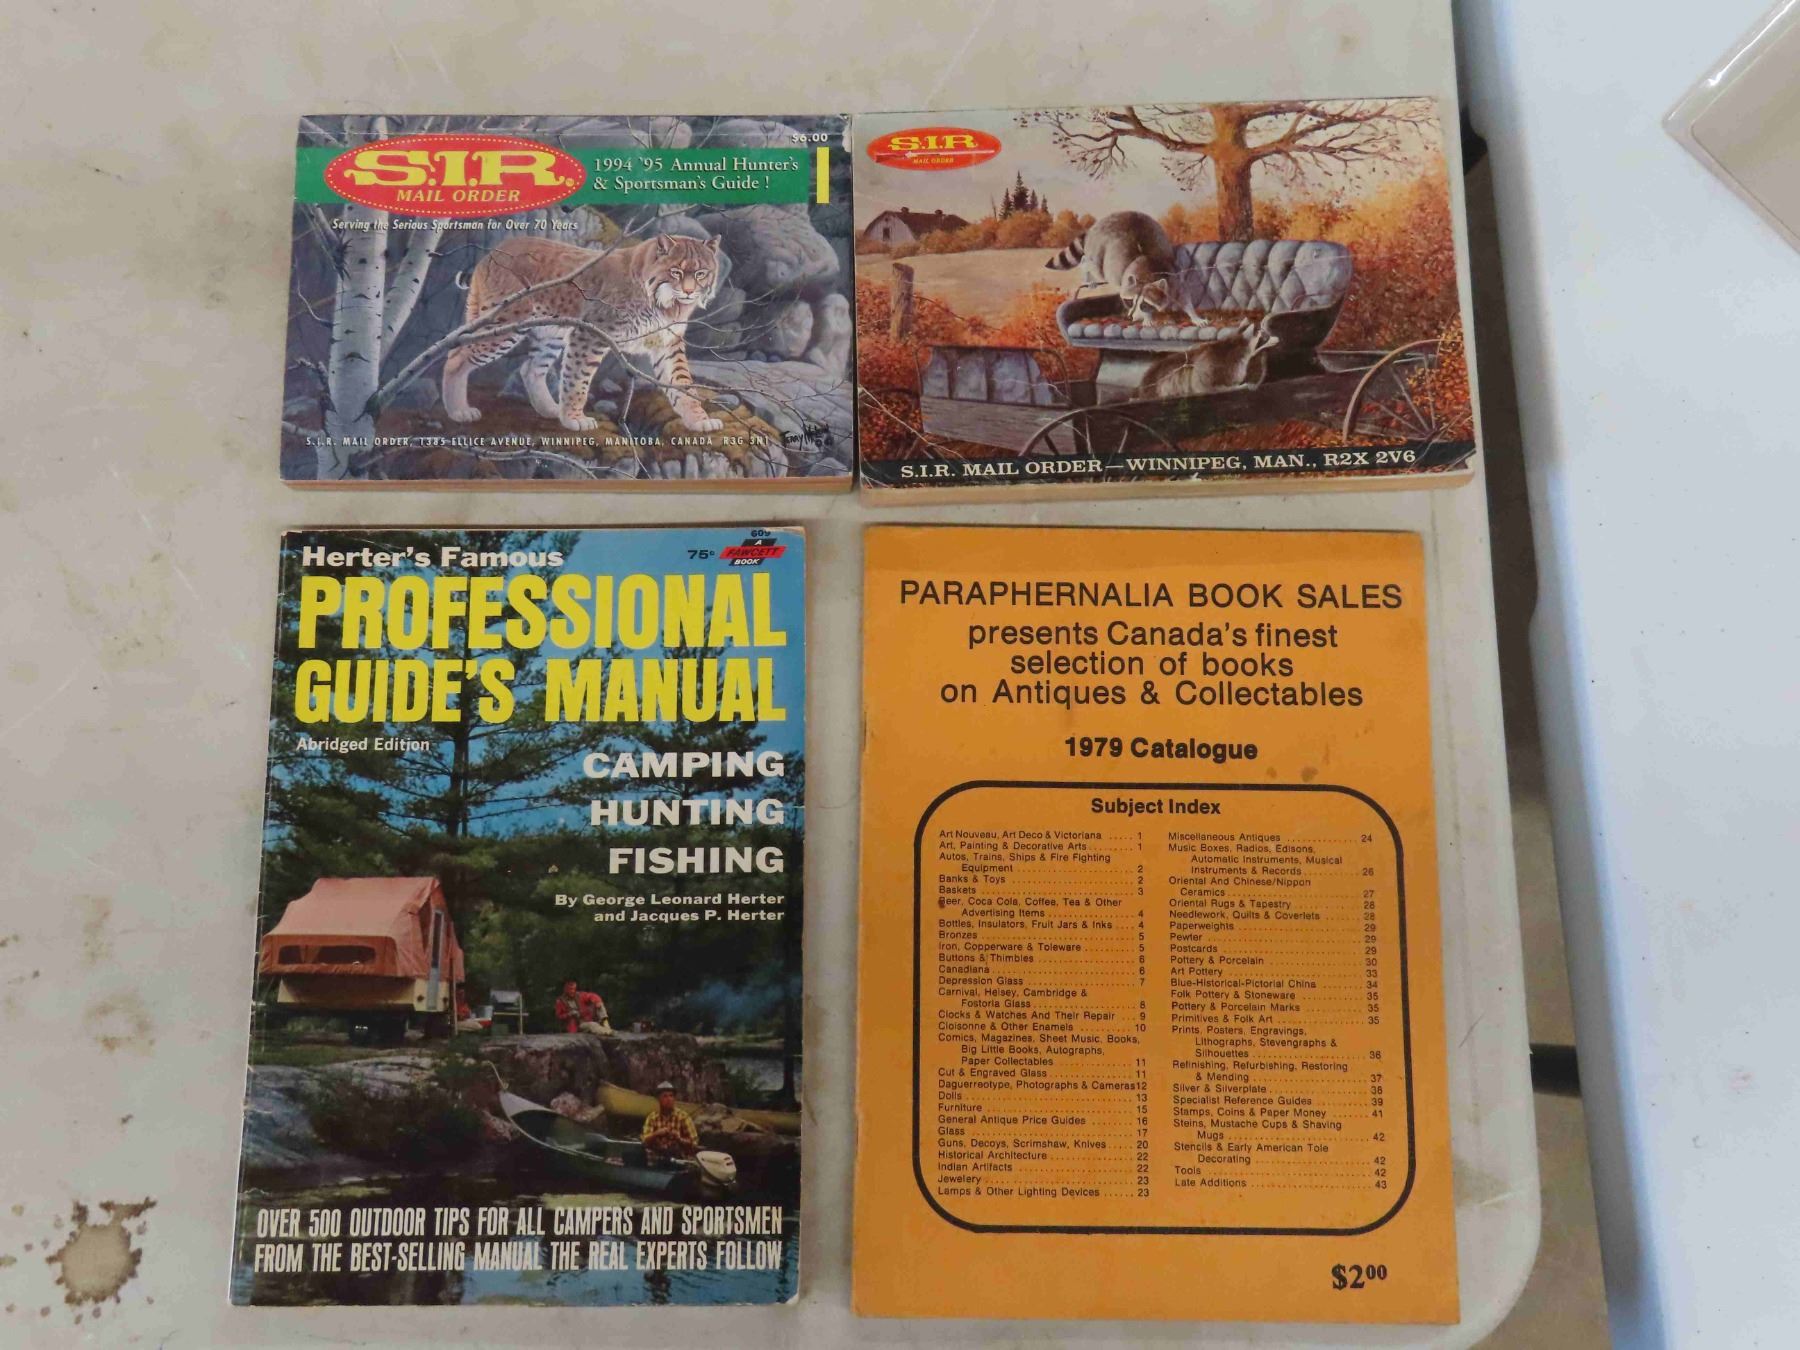 $6.00
S.I.R.
MAIL ORDER
1994 '95 Annual Hunter's
& Sportsman's Guide !
Serving the Serious Sportsman for Over 70 Years
S.I.R. MAIL ORDER, 1385 ELLICE AVENUE, WINNIPEG, MANITOBA, CANADA R3G 3N1
S.I.R.
MAIL ORDER
S.I.R. MAIL ORDER—WINNIPEG, MAN., R2X 2V6
Herter's Famous
75¢
609
A
FAWCETT
BOOK
PROFESSIONAL
GUIDE'S MANUAL
Abridged Edition
CAMPING
HUNTING
FISHING
By George Leonard Herter
and Jacques P. Herter
OVER 500 OUTDOOR TIPS FOR ALL CAMPERS AND SPORTSMEN
FROM THE BEST-SELLING MANUAL THE REAL EXPERTS FOLLOW
PARAPHERNALIA BOOK SALES
presents Canada's finest
selection of books
on Antiques & Collectables
1979 Catalogue
Subject Index
Art Nouveau, Art Deco & Victoriana ..... 1
Art, Painting & Decorative Arts ......... 1
Autos, Trains, Ships & Fire Fighting
Equipment ..................... 2
Banks & Toys ..................... 2
Baskets ......................... 3
Beer, Coca Cola, Coffee, Tea & Other
Advertising Items ................ 4
Bottles, Insulators, Fruit Jars & Inks .... 4
Bronzes ......................... 5
Iron, Copperware & Toleware .......... 5
Buttons & Thimbles ................. 6
Canadiana ........................ 6
Depression Glass ................... 7
Carnival, Heisey, Cambridge &
Fostoria Glass ................... 8
Clocks & Watches And Their Repair ... 9
Cloisonne & Other Enamels .......... 10
Comics, Magazines, Sheet Music, Books,
Big Little Books, Autographs,
Paper Collectables ............... 11
Cut & Engraved Glass ............... 11
Daguerreotype, Photographs & Cameras12
Dolls ............................ 13
Furniture ........................ 15
General Antique Price Guides ........ 16
Glass ............................ 17
Guns, Decoys, Scrimshaw, Knives ..... 20
Historical Architecture .............. 22
Indian Artifacts ................... 22
Jewelery ......................... 23
Lamps & Other Lighting Devices ...... 23
Miscellaneous Antiques ............. 24
Music Boxes, Radios, Edisons,
Automatic Instruments, Musical
Instruments & Records ........... 26
Oriental And Chinese/Nippon
Ceramics ....................... 27
Oriental Rugs & Tapestry ............ 28
Needlework, Quilts & Coverlets ....... 28
Paperweights ...................... 29
Pewter ........................... 29
Postcards ........................ 29
Pottery & Porcelain ................ 30
Art Pottery ....................... 33
Blue-Historical-Pictorial China ....... 34
Folk Pottery & Stoneware ............ 35
Pottery & Porcelain Marks ........... 35
Primitives & Folk Art ............... 35
Prints, Posters, Engravings,
Lithographs, Stevengraphs &
Silhouettes ..................... 36
Refinishing, Refurbishing, Restoring
& Mending ...................... 37
Silver & Silverplate ................. 38
Specialist Reference Guides .......... 39
Stamps, Coins & Paper Money ........ 41
Steins, Mustache Cups & Shaving
Mugs .......................... 42
Stencils & Early American Tole
Decorating ..................... 42
Tools ............................ 42
Late Additions .................... 43
$2.00